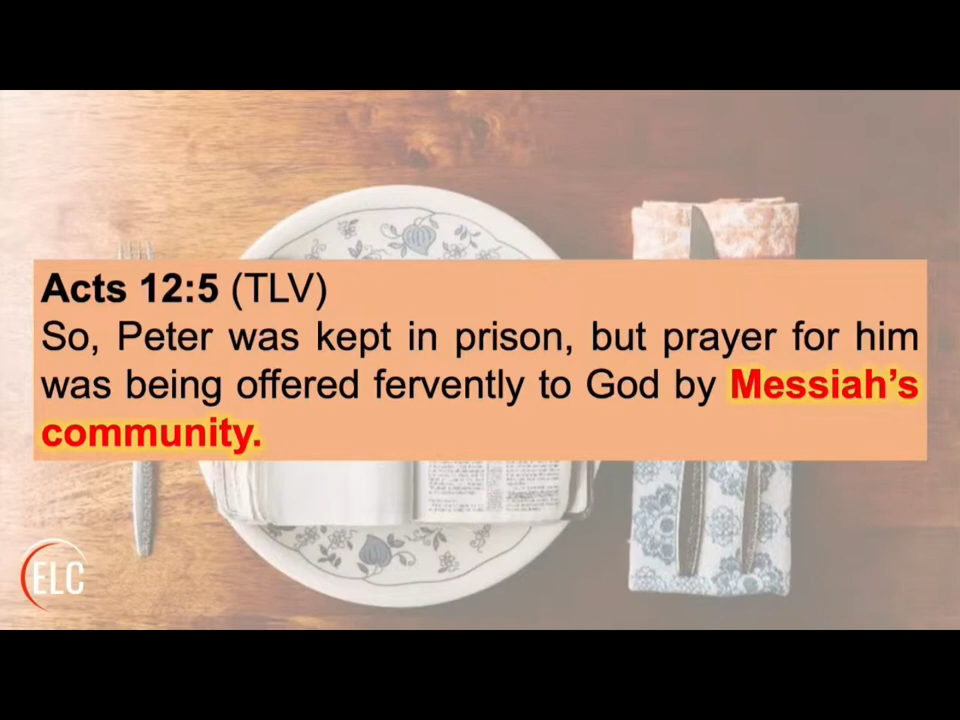 Acts 12:5 (TLV)
So, Peter was kept in prison, but prayer for him
was being offered fervently to God by Messiah’s
community.
ELC